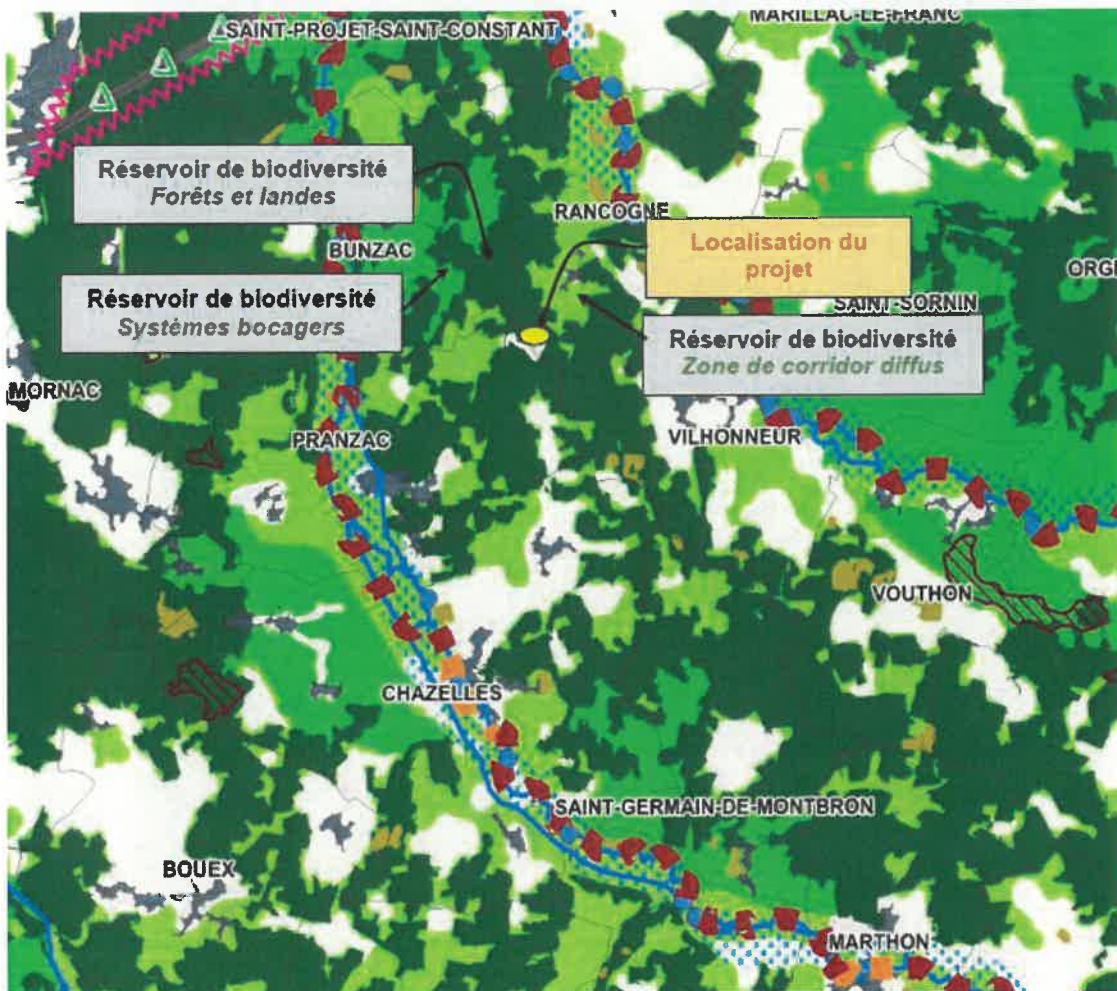 SAINT-PROJET-SAINT-CONSTANT
MARILLAC-LE-FRANC
Réservoir de biodiversité
Forêts et landes
RANCOGNE
BUNZAC
Localisation du
projet
ORGE
Réservoir de biodiversité
Systèmes bocagers
SAINT-SORNIN
Réservoir de biodiversité
Zone de corridor diffus
MORNAC
PRANZAC
VILHONNEUR
VOUTHON
CHAZELLES
SAINT-GERMAIN-DE-MONTBRON
BOUEX
MARTHON